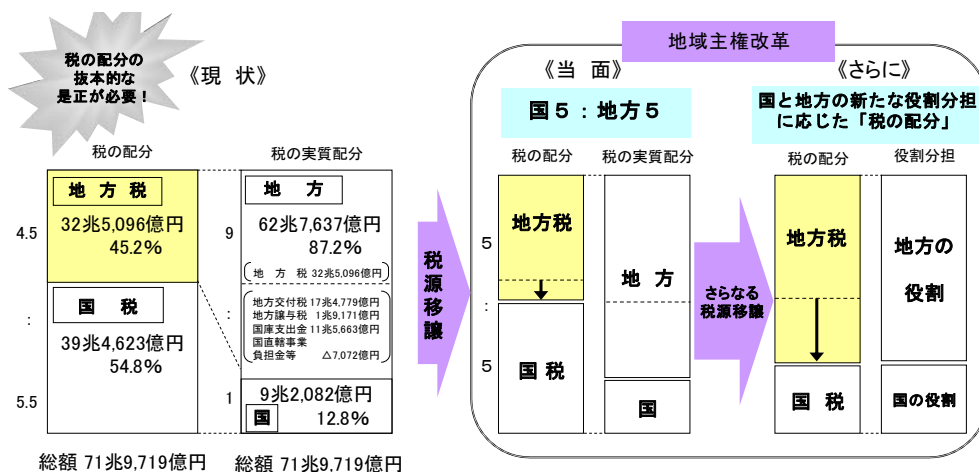 税の配分の
抜本的な
是正が必要！
《現 状》
税の配分
税の実質配分
地 方 税
32兆5,096億円
45.2%
4.5
:
5.5
国 税
39兆4,623億円
54.8%
総額 71兆9,719億円
9
:
1
地 方
62兆7,637億円
87.2%
地 方 税 32兆5,096億円
地方交付税 17兆4,779億円
地方譲与税 1兆9,171億円
国庫支出金 11兆5,663億円
国直轄事業
負担金等 △7,072億円
9兆2,082億円
国
12.8%
総額 71兆9,719億円
税源移譲
地域主権改革
《当 面》
国５：地方５
税の配分
税の実質配分
5
:
5
地方税
国 税
地 方
国
さらなる
税源移譲
《さらに》
国と地方の新たな役割分担
に応じた「税の配分」
税の配分
役割分担
地方税
国 税
地方の
役割
国の役割